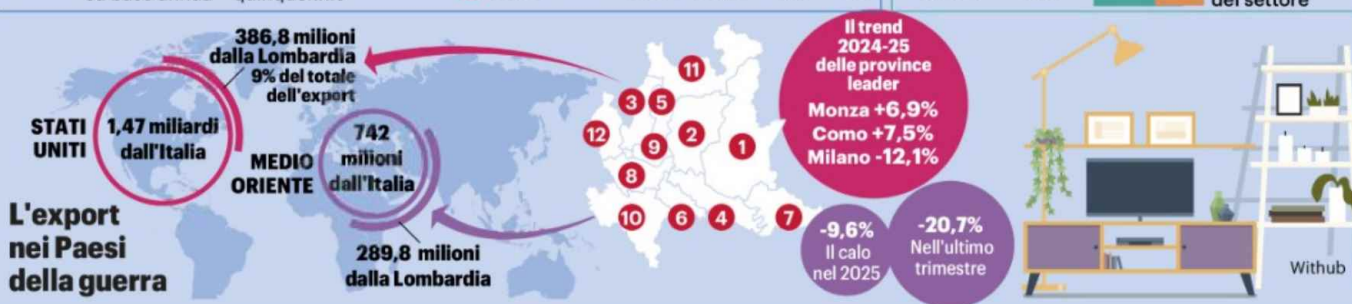 del settore
386,8 milioni
dalla Lombardia
9% del totale
dell'export
STATI
UNITI
1,47 miliardi
dall'Italia
MEDIO
ORIENTE
742
milioni
dall'Italia
289,8 milioni
dalla Lombardia
L'export
nei Paesi
della guerra
11
3
5
12
2
9
1
8
10
6
4
7
Il trend
2024-25
delle province
leader
Monza +6,9%
Como +7,5%
Milano -12,1%
-9,6%
Il calo
nel 2025
-20,7%
Nell'ultimo
trimestre
Withub